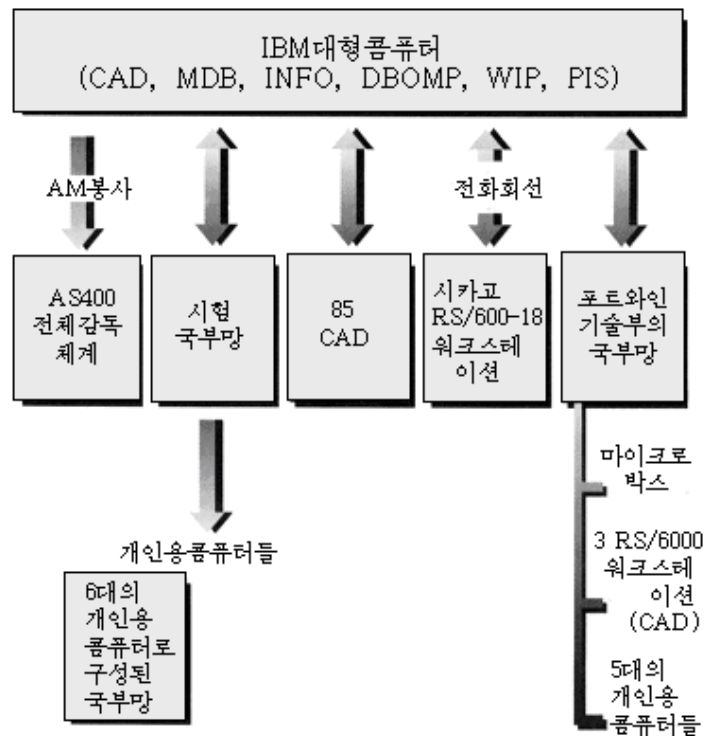 IBM대형콤퓨터
(CAD, MDB, INFO, DBOMP, WIP, PIS)
AM봉사
전화회선
AS400
전체감독
체계
시험
국부망
85
CAD
시카고
RS/600-18
워크스테
이션
포트와인
기술부의
국부망
개인용콤퓨터들
6대의
개인용
콤퓨터로
구성된
국부망
마이크로
박스
3 RS/6000
워크스테
이션
(CAD)
5대의
개인용
콤퓨터들